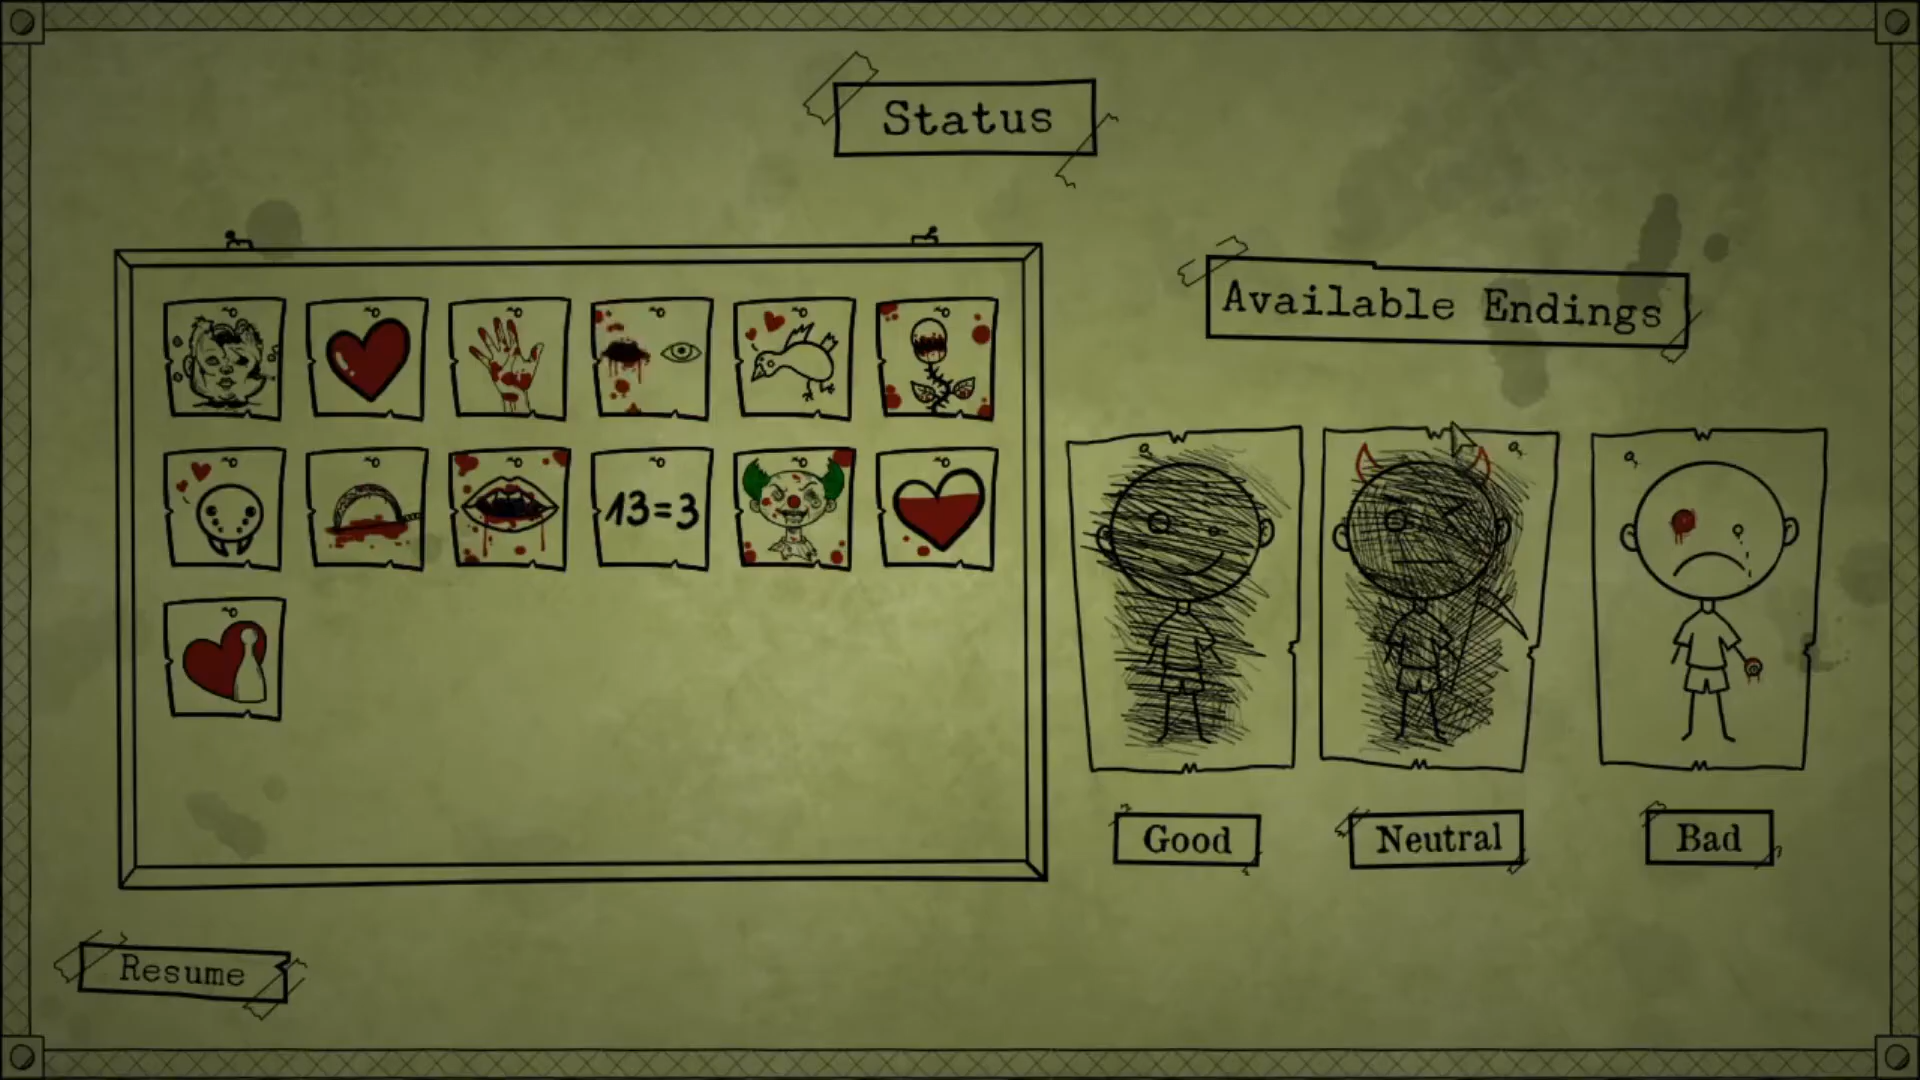 Status
Available Endings
13=3
Good
Neutral
Bad
Resume